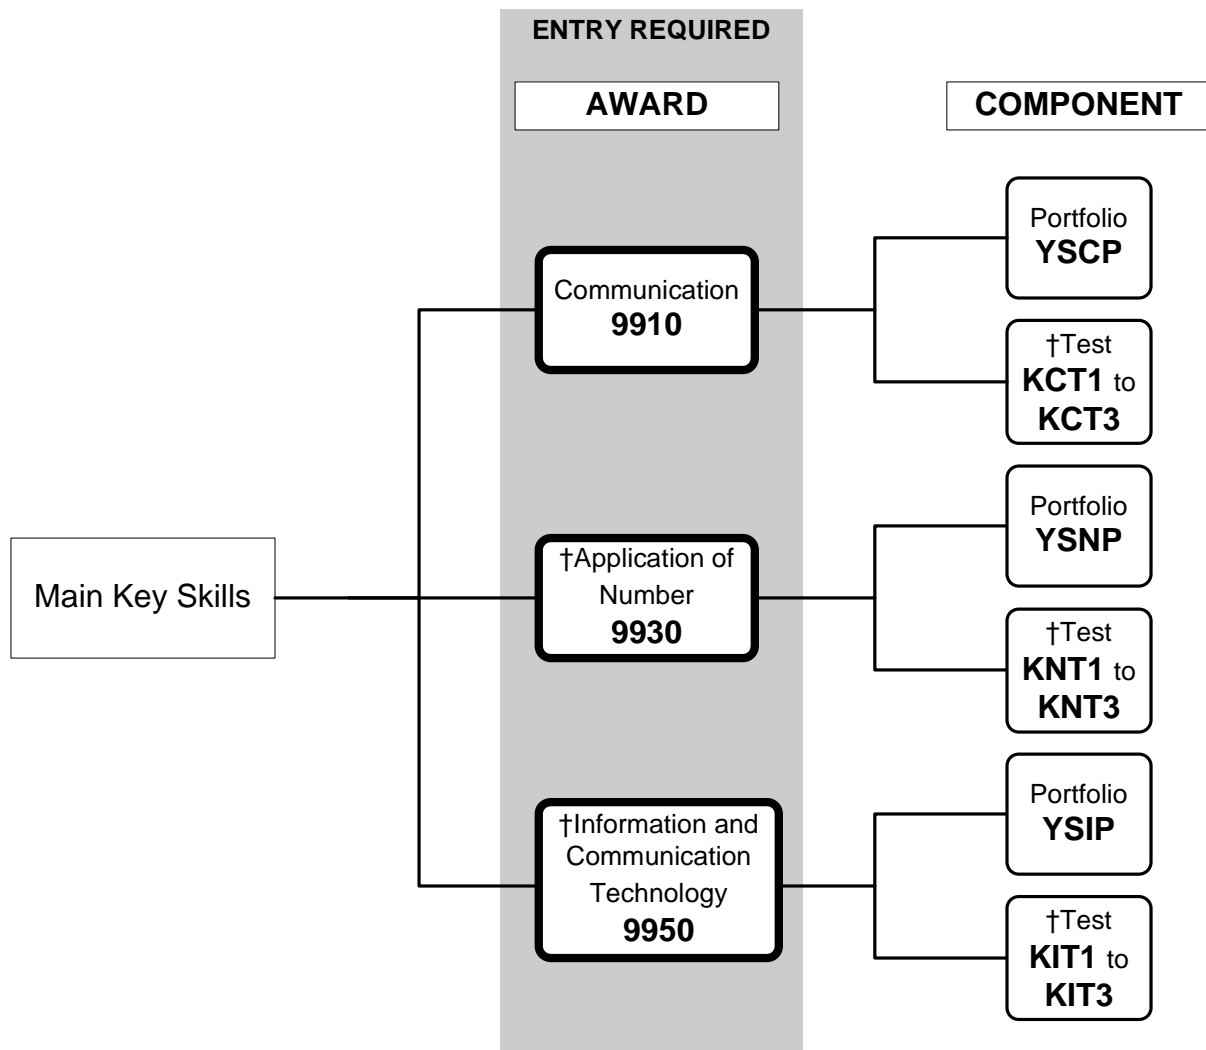 ENTRY REQUIRED
AWARD
COMPONENT
Main Key Skills
Communication
9910
Portfolio
YSCP
†Test
KCT1 to
KCT3
†Application of
Number
9930
Portfolio
YSNP
†Test
KNT1 to
KNT3
†Information and
Communication
Technology
9950
Portfolio
YSIP
†Test
KIT1 to
KIT3